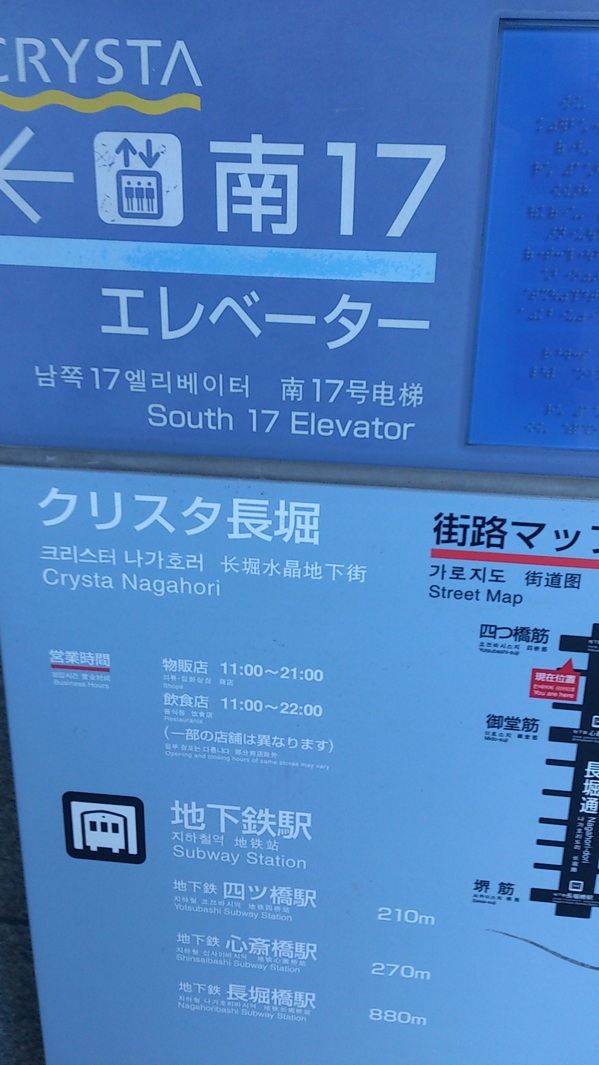 CRYSTA
← 南17
エレベーター
남쪽17엘리베이터 南17号电梯
South 17 Elevator
クリスタ長堀
크리스터 나가호리 长堀水晶地下街
Crysta Nagahori
営業時間
Business Hours
物販店 11:00～21:00
Shops
飲食店 11:00～22:00
Restaurants
(一部の店舗は異なります)
Opening and closing hours of some stores may vary
地下鉄駅
지하철역 地铁站
Subway Station
地下鉄 四ツ橋駅 210m
Yotsubashi Subway Station
地下鉄 心斎橋駅 270m
Shinsaibashi Subway Station
地下鉄 長堀橋駅 880m
Nagahoribashi Subway Station
街路マップ
가로지도 街道图
Street Map
四つ橋筋
Yotsubashi-suji
現在位置
You are here
御堂筋
長堀通
Nagahori-dori
堺筋